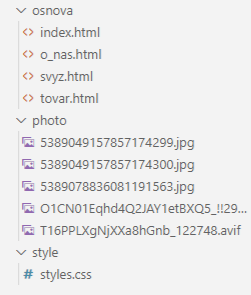 osnova
index.html
o_nas.html
svyz.html
tovar.html
photo
5389049157857174299.jpg
5389049157857174300.jpg
5389078836081191563.jpg
O1CN01Eqhd4Q2JAY1etBXQ5_!!29...
T16PPLXgNjXXa8hGnb_122748.avif
style
# styles.css